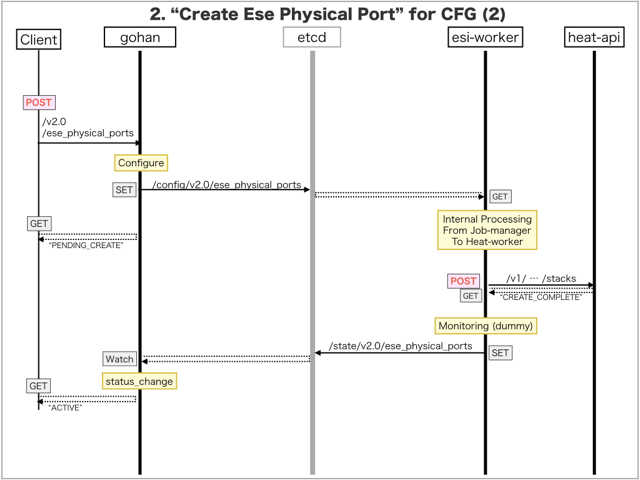 2. “Create Ese Physical Port” for CFG (2)
Client
gohan
etcd
esi-worker
heat-api
POST
/v2.0
/ese_physical_ports
Configure
SET
/config/v2.0/ese_physical_ports
GET
GET
"PENDING_CREATE"
Internal Processing
From Job-manager
To Heat-worker
POST
/v1/ … /stacks
GET
"CREATE_COMPLETE"
Monitoring (dummy)
/state/v2.0/ese_physical_ports
SET
Watch
status_change
GET
"ACTIVE"